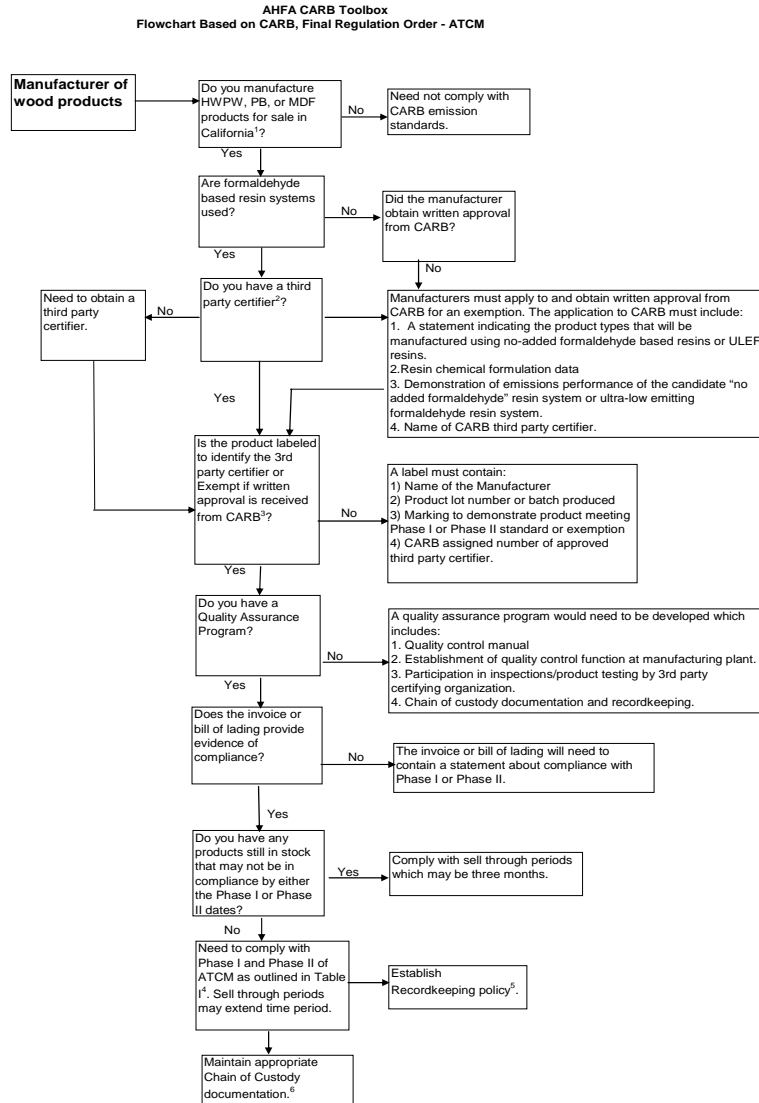 AHFA CARB Toolbox
Flowchart Based on CARB, Final Regulation Order - ATCM
Manufacturer of
wood products
Do you manufacture
HWPW, PB, or MDF
products for sale in
California¹?
No
Need not comply with
CARB emission
standards.
Yes
Are formaldehyde
based resin systems
used?
No
Did the manufacturer
obtain written approval
from CARB?
Yes
No
Need to obtain a
third party
certifier.
No
Do you have a third
party certifier²?
Manufacturers must apply to and obtain written approval from
CARB for an exemption. The application to CARB must include:
1. A statement indicating the product types that will be
manufactured using no-added formaldehyde based resins or ULEF
resins.
2.Resin chemical formulation data
3. Demonstration of emissions performance of the candidate “no
added formaldehyde” resin system or ultra-low emitting
formaldehyde resin system.
4. Name of CARB third party certifier.
Yes
Is the product labeled
to identify the 3rd
party certifier or
Exempt if written
approval is received
from CARB³?
No
A label must contain:
1) Name of the Manufacturer
2) Product lot number or batch produced
3) Marking to demonstrate product meeting
Phase I or Phase II standard or exemption
4) CARB assigned number of approved
third party certifier.
Yes
Do you have a
Quality Assurance
Program?
No
A quality assurance program would need to be developed which
includes:
1. Quality control manual
2. Establishment of quality control function at manufacturing plant.
3. Participation in inspections/product testing by 3rd party
certifying organization.
4. Chain of custody documentation and recordkeeping.
Yes
Does the invoice or
bill of lading provide
evidence of
compliance?
No
The invoice or bill of lading will need to
contain a statement about compliance with
Phase I or Phase II.
Yes
Do you have any
products still in stock
that may not be in
compliance by either
the Phase I or Phase
II dates?
Yes
Comply with sell through periods
which may be three months.
No
Need to comply with
Phase I and Phase II of
ATCM as outlined in Table
I⁴. Sell through periods
may extend time period.
Establish
Recordkeeping policy⁵.
Maintain appropriate
Chain of Custody
documentation.⁶